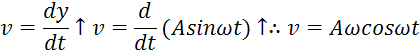 v = dy/dt ↑ v = d/dt (Asinωt) ↑∴ v = Aωcosωt